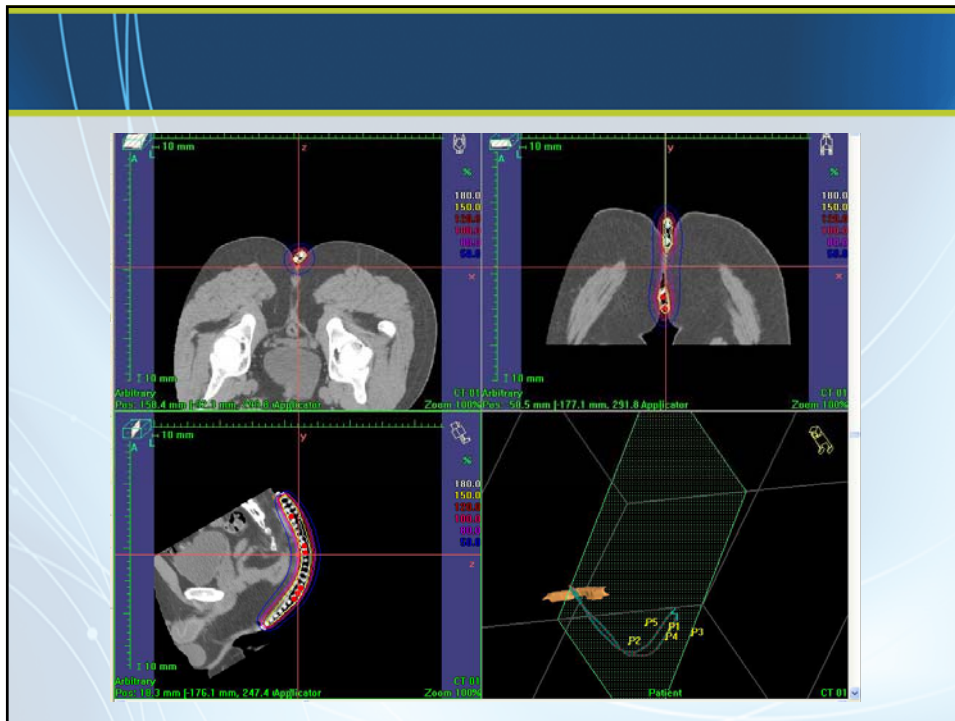 10 mm
z
A
L
%
180.0
150.0
120.0
100.0
50.0
x
10 mm
Arbitrary
CT 01
Applicator
Zoom 100%
10 mm
y
A
L
%
180.0
150.0
120.0
100.0
50.0
x
10 mm
Arbitrary
CT 01
Pos: 50.5 mm [-177.1 mm, 291.8 Applicator
Zoom 100%
10 mm
y
A
%
180.0
150.0
120.0
100.0
50.0
z
10 mm
Arbitrary
CT 01
Pos: 18.3 mm [-176.1 mm, 247.4 Applicator
Zoom 100%
P5
P1
P2
P4
P3
Patient
CT 01